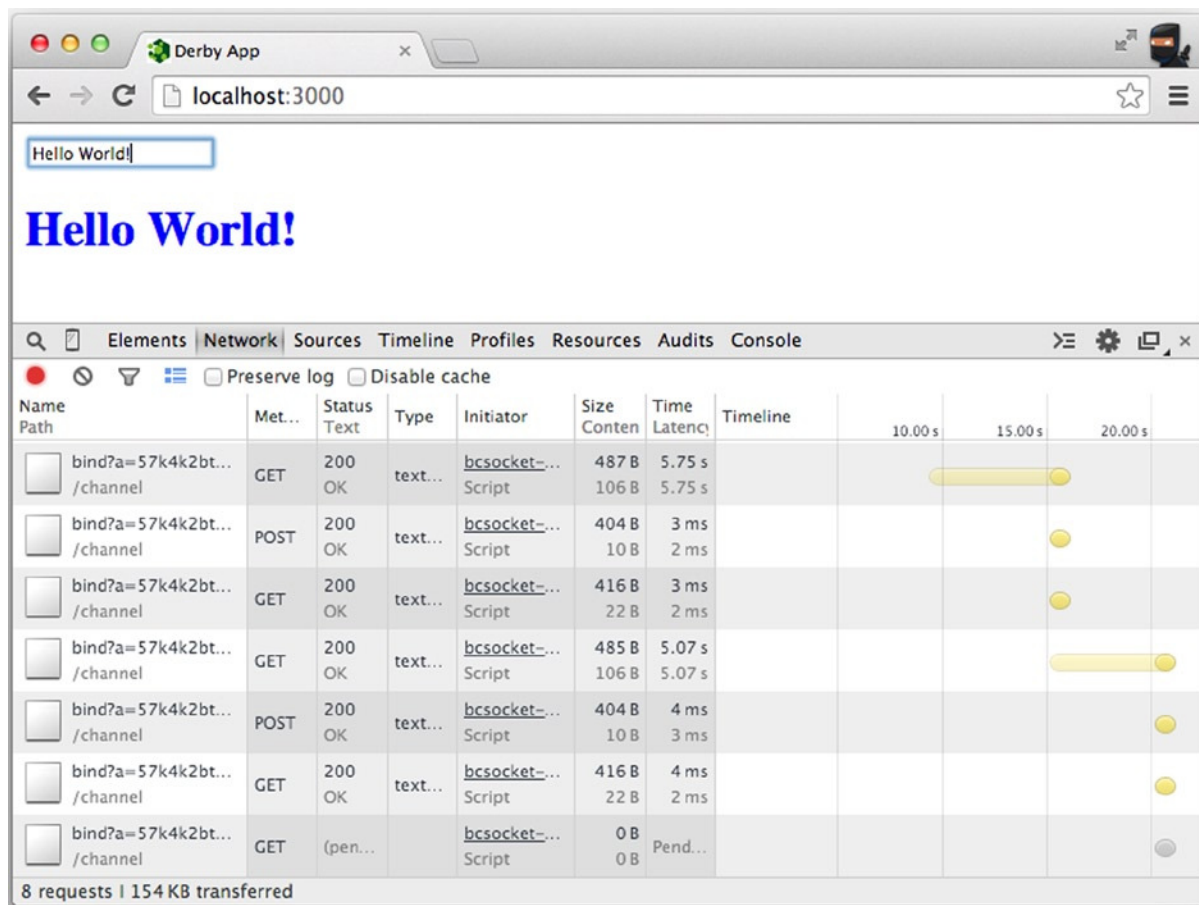 Derby App ×
localhost:3000
Hello World!
Hello World!
Elements Network Sources Timeline Profiles Resources Audits Console ×
Preserve log Disable cache
Name Met... Status Type Initiator Size Time Timeline
Path Text Conten Latency 10.00 s 15.00 s 20.00 s
bind?a=57k4k2bt... GET 200 text... bcsocket-... 487 B 5.75 s
/channel OK Script 106 B 5.75 s
bind?a=57k4k2bt... POST 200 text... bcsocket-... 404 B 3 ms
/channel OK Script 10 B 2 ms
bind?a=57k4k2bt... GET 200 text... bcsocket-... 416 B 3 ms
/channel OK Script 22 B 2 ms
bind?a=57k4k2bt... GET 200 text... bcsocket-... 485 B 5.07 s
/channel OK Script 106 B 5.07 s
bind?a=57k4k2bt... POST 200 text... bcsocket-... 404 B 4 ms
/channel OK Script 10 B 3 ms
bind?a=57k4k2bt... GET 200 text... bcsocket-... 416 B 4 ms
/channel OK Script 22 B 2 ms
bind?a=57k4k2bt... GET (pen... bcsocket-... 0 B Pend...
/channel Script 0 B
8 requests | 154 KB transferred